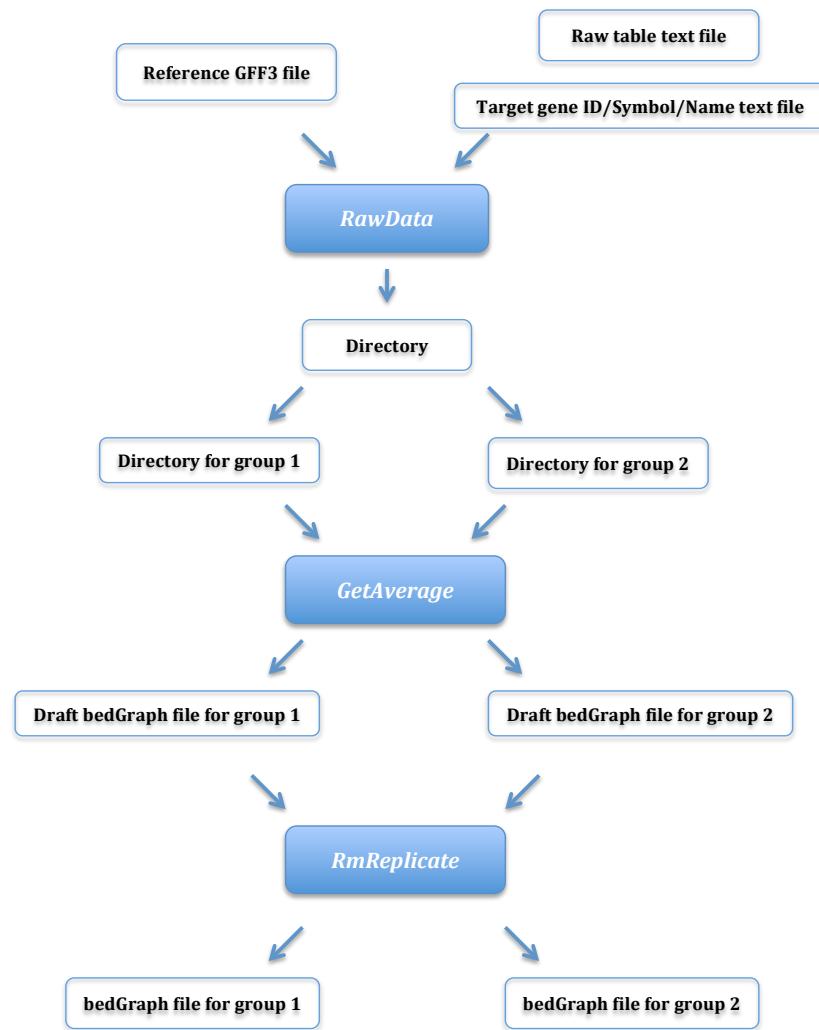 Raw table text file
Reference GFF3 file
Target gene ID/Symbol/Name text file
RawData
Directory
Directory for group 1
Directory for group 2
GetAverage
Draft bedGraph file for group 1
Draft bedGraph file for group 2
RmReplicate
bedGraph file for group 1
bedGraph file for group 2